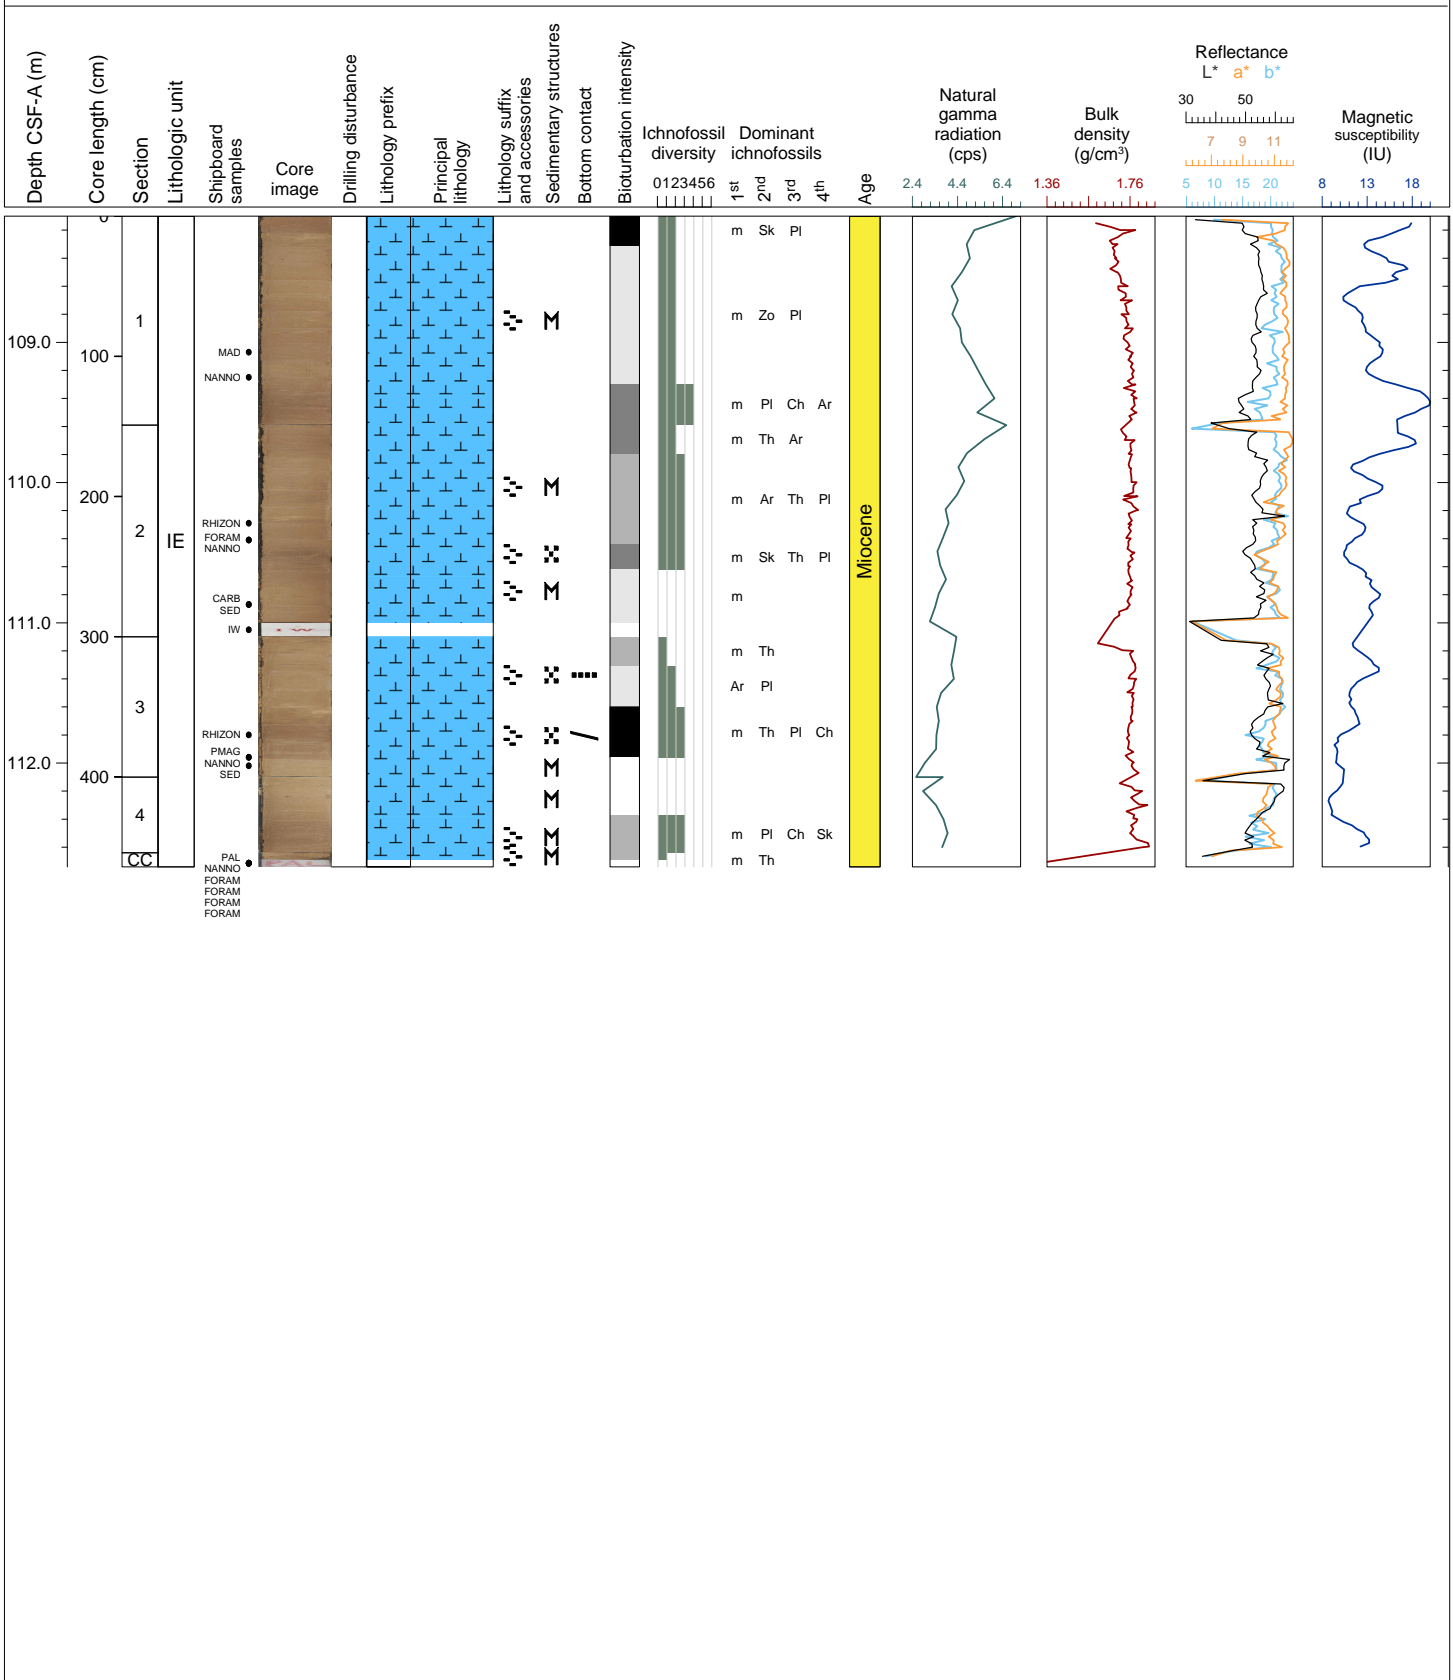 Depth CSF-A (m)
Core length (cm)
Section
Lithologic unit
Shipboard
samples
Core
image
Drilling disturbance
Lithology prefix
Principal
lithology
Lithology suffix
and accessories
Sedimentary structures
Bottom contact
Bioturbation intensity
Ichnofossil
diversity
0123456
Dominant
ichnofossils
1st 2nd 3rd 4th
Age
Natural
gamma
radiation
(cps)
2.4 4.4 6.4
Bulk
density
(g/cm³)
1.36 1.76
Reflectance
L* a* b*
30 50
7 9 11
5 10 15 20
Magnetic
susceptibility
(IU)
8 13 18
0
m Sk Pl
1
m Zo Pl
109.0
MAD
100
NANNO
m Pl Ch Ar
m Th Ar
110.0
200
m Ar Th Pl
RHIZON
2
FORAM
IE
NANNO
Miocene
m Sk Th Pl
CARB
m
SED
111.0
IW
I W
300
m Th
Ar Pl
3
RHIZON
m Th Pl Ch
PMAG
112.0
NANNO
SED
400
4
m Pl Ch Sk
CC
PAL
PAL
m Th
NANNO
FORAM
FORAM
FORAM
FORAM